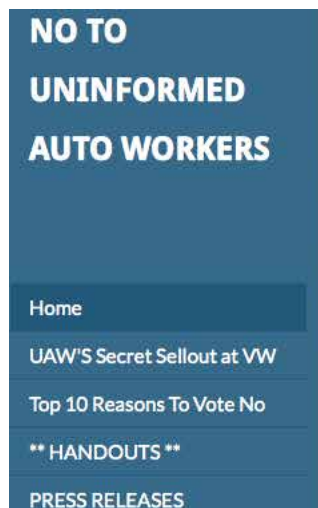 NO TO
UNINFORMED
AUTO WORKERS
Home
UAW'S Secret Sellout at VW
Top 10 Reasons To Vote No
** HANDOUTS **
PRESS RELEASES